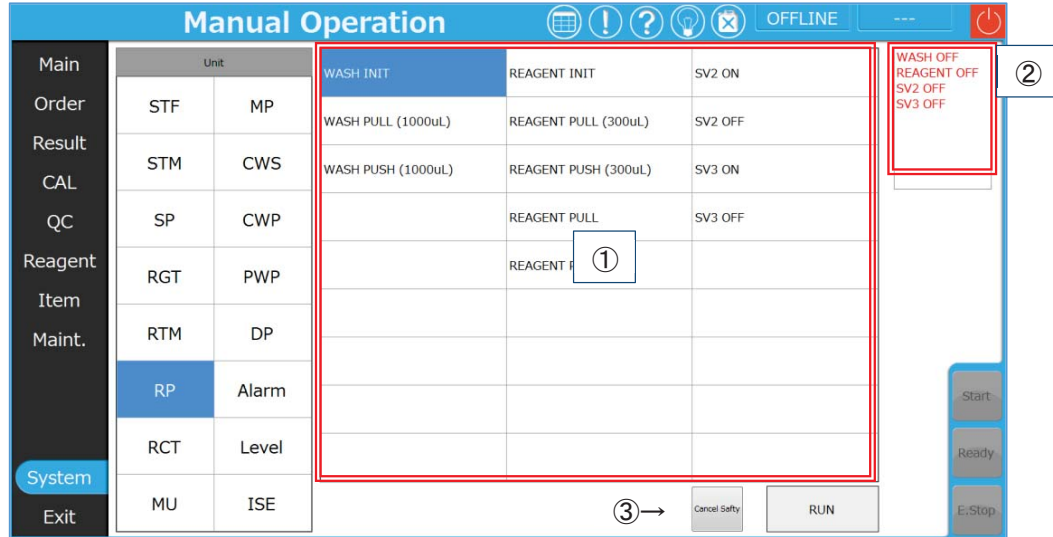 Manual Operation
OFFLINE
---
Main
Order
Result
CAL
QC
Reagent
Item
Maint.
System
Exit
Unit
STF MP
STM CWS
SP CWP
RGT PWP
RTM DP
RP Alarm
RCT Level
MU ISE
WASH INIT REAGENT INIT SV2 ON
WASH PULL (1000uL) REAGENT PULL (300uL) SV2 OFF
WASH PUSH (1000uL) REAGENT PUSH (300uL) SV3 ON
REAGENT PULL SV3 OFF
REAGENT
①
WASH OFF
REAGENT OFF
SV2 OFF
SV3 OFF
②
③→
Cancel Safty
RUN
Start
Ready
E.Stop